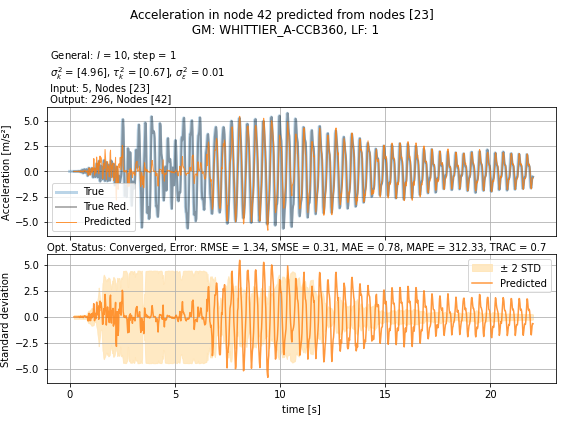 Acceleration in node 42 predicted from nodes [23]
GM: WHITTIER_A-CCB360, LF: 1
General: l = 10, step = 1
σ²ₖ = [4.96], τ²ₖ = [0.67], σ²ε = 0.01
Input: 5, Nodes [23]
Output: 296, Nodes [42]
Acceleration [m/s²]
5.0
2.5
0.0
−2.5
−5.0
True
True Red.
Predicted
Opt. Status: Converged, Error: RMSE = 1.34, SMSE = 0.31, MAE = 0.78, MAPE = 312.33, TRAC = 0.7
Standard deviation
5.0
2.5
0.0
−2.5
−5.0
± 2 STD
Predicted
0 5 10 15 20
time [s]